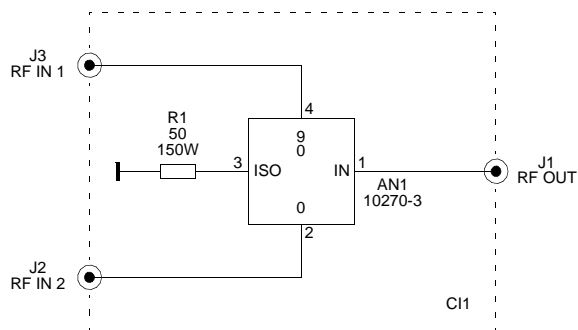 J3
RF IN 1
R1
50
150W
4
9
0
3
ISO
IN
1
J1
RF OUT
AN1
10270-3
0
2
J2
RF IN 2
CI1